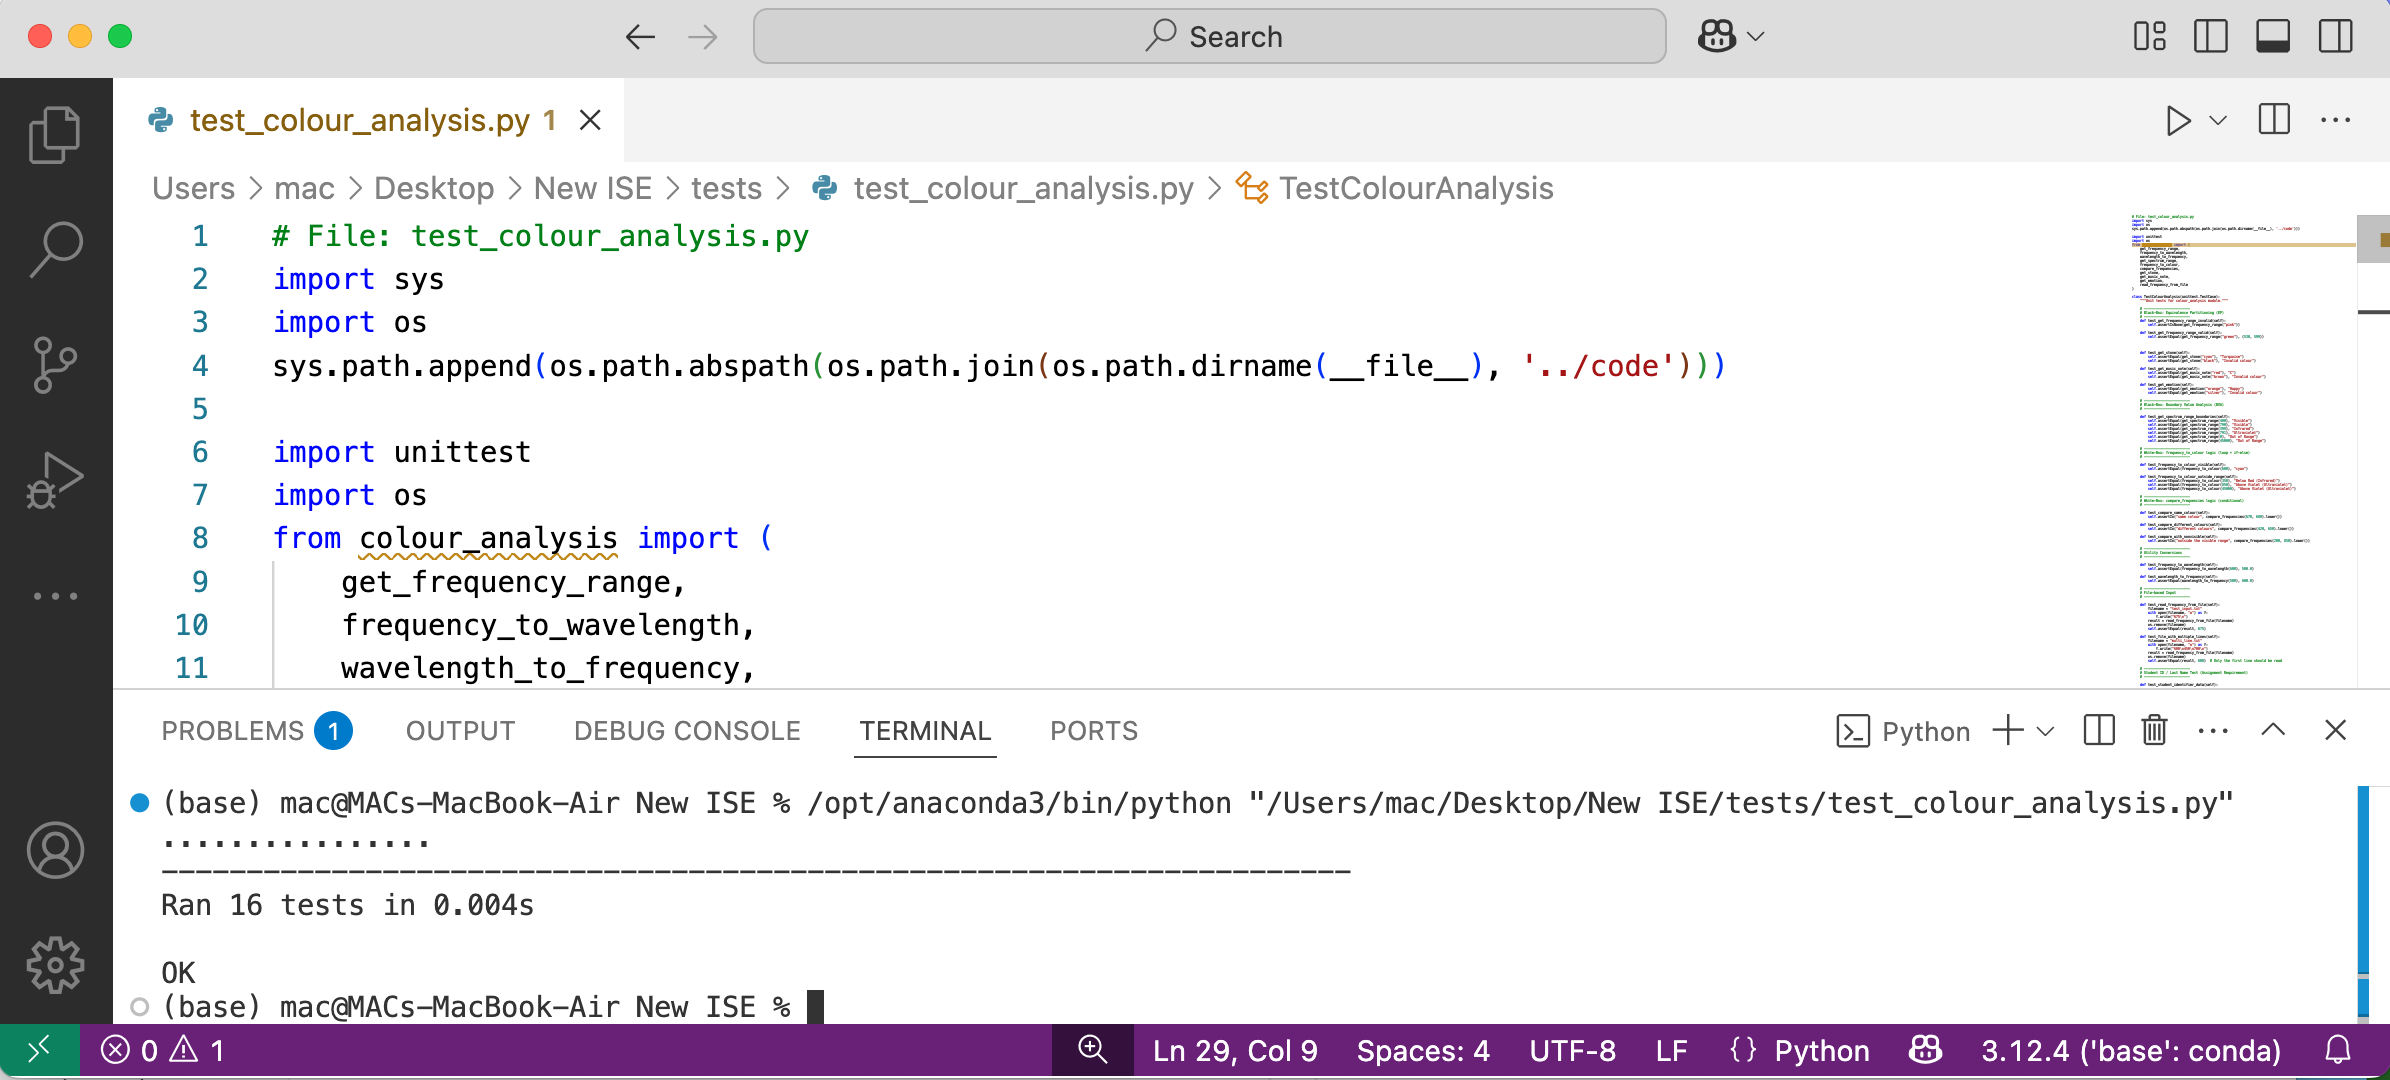 Search
test_colour_analysis.py 1
Users > mac > Desktop > New ISE > tests > test_colour_analysis.py > TestColourAnalysis
1 # File: test_colour_analysis.py
2 import sys
3 import os
4 sys.path.append(os.path.abspath(os.path.join(os.path.dirname(__file__), '../code')))
5
6 import unittest
7 import os
8 from colour_analysis import (
9 get_frequency_range,
10 frequency_to_wavelength,
11 wavelength_to_frequency,
PROBLEMS 1 OUTPUT DEBUG CONSOLE TERMINAL PORTS Python
(base) mac@MACs-MacBook-Air New ISE % /opt/anaconda3/bin/python "/Users/mac/Desktop/New ISE/tests/test_colour_analysis.py"
................
----------------------------------------------------------------------
Ran 16 tests in 0.004s
OK
(base) mac@MACs-MacBook-Air New ISE %
0 1 Ln 29, Col 9 Spaces: 4 UTF-8 LF {} Python 3.12.4 ('base': conda)